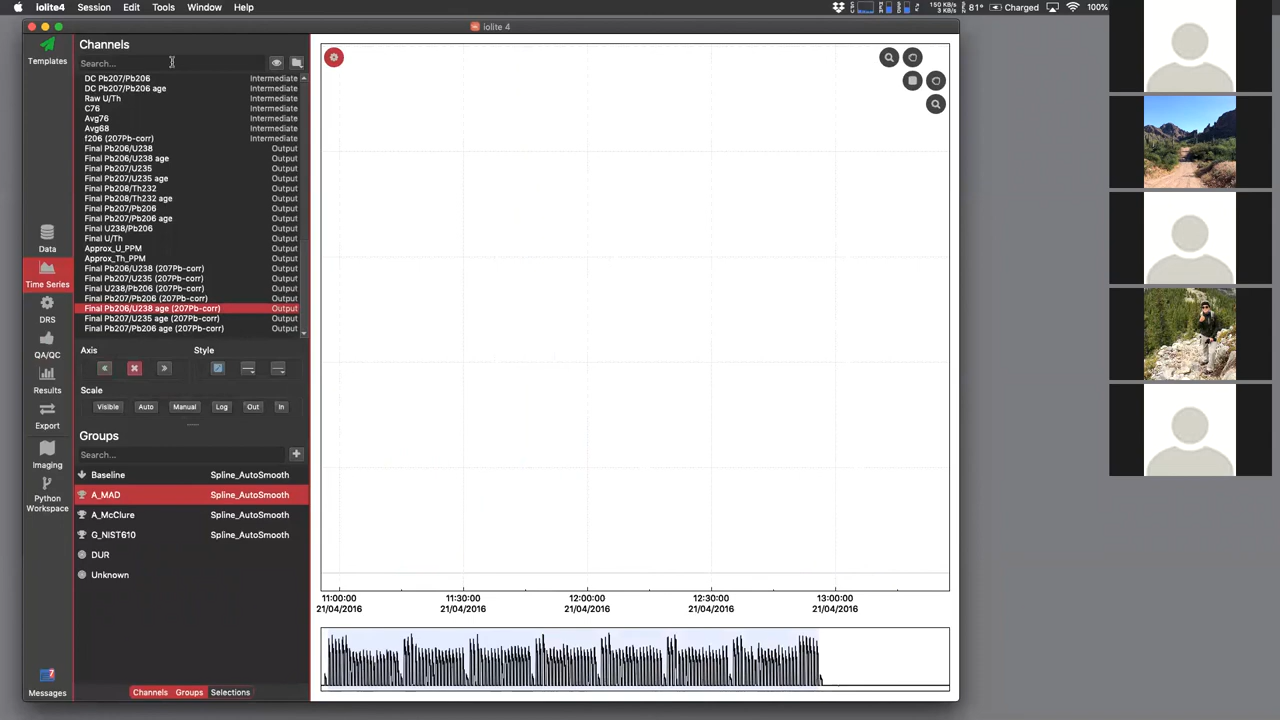 iolite4 Session Edit Tools Window Help 150 KB/s 3 KB/s 81° Charged 100%
iolite 4
Templates
Channels
Search...
DC Pb207/Pb206 Intermediate
DC Pb207/Pb206 age Intermediate
Raw U/Th Intermediate
C76 Intermediate
Avg76 Intermediate
Avg68 Intermediate
f206 (207Pb-corr) Intermediate
Final Pb206/U238 Output
Final Pb206/U238 age Output
Final Pb207/U235 Output
Final Pb207/U235 age Output
Final Pb208/Th232 Output
Final Pb208/Th232 age Output
Final Pb207/Pb206 Output
Final Pb207/Pb206 age Output
Final U238/Pb206 Output
Final U/Th Output
Approx_U_PPM Output
Approx_Th_PPM Output
Final Pb206/U238 (207Pb-corr) Output
Final Pb207/U235 (207Pb-corr) Output
Final U238/Pb206 (207Pb-corr) Output
Final Pb207/Pb206 (207Pb-corr) Output
Final Pb206/U238 age (207Pb-corr) Output
Final Pb207/U235 age (207Pb-corr) Output
Final Pb207/Pb206 age (207Pb-corr) Output
Data
Time Series
DRS
QA/QC
Results
Export
Imaging
Python
Workspace
7
Messages
Axis Style
Scale
Visible Auto Manual Log Out In
Groups
Search...
Baseline Spline_AutoSmooth
A_MAD Spline_AutoSmooth
A_McClure Spline_AutoSmooth
G_NIST610 Spline_AutoSmooth
DUR
Unknown
Channels Groups Selections
11:00:00 11:30:00 12:00:00 12:30:00 13:00:00
21/04/2016 21/04/2016 21/04/2016 21/04/2016 21/04/2016